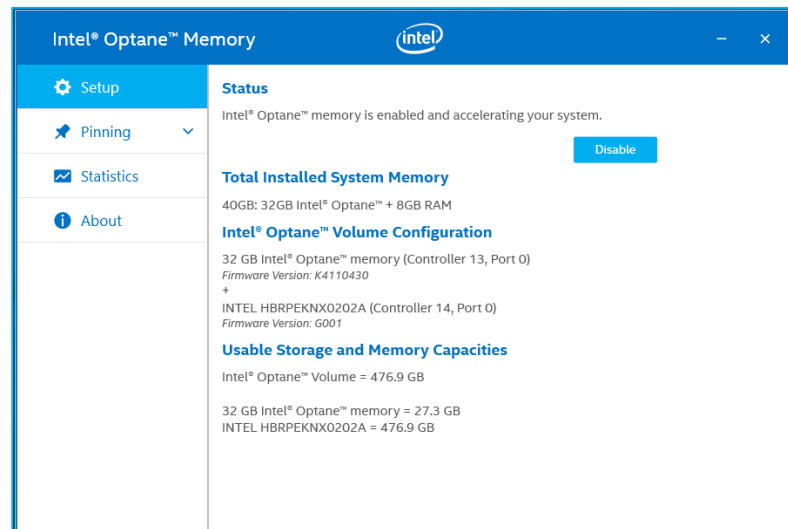 Intel® Optane™ Memory
intel
Setup
Pinning
Statistics
About
Status
Intel® Optane™ memory is enabled and accelerating your system.
Disable
Total Installed System Memory
40GB: 32GB Intel® Optane™ + 8GB RAM
Intel® Optane™ Volume Configuration
32 GB Intel® Optane™ memory (Controller 13, Port 0)
Firmware Version: K4110430
+
INTEL HBRPEKNX0202A (Controller 14, Port 0)
Firmware Version: G001
Usable Storage and Memory Capacities
Intel® Optane™ Volume = 476.9 GB
32 GB Intel® Optane™ memory = 27.3 GB
INTEL HBRPEKNX0202A = 476.9 GB